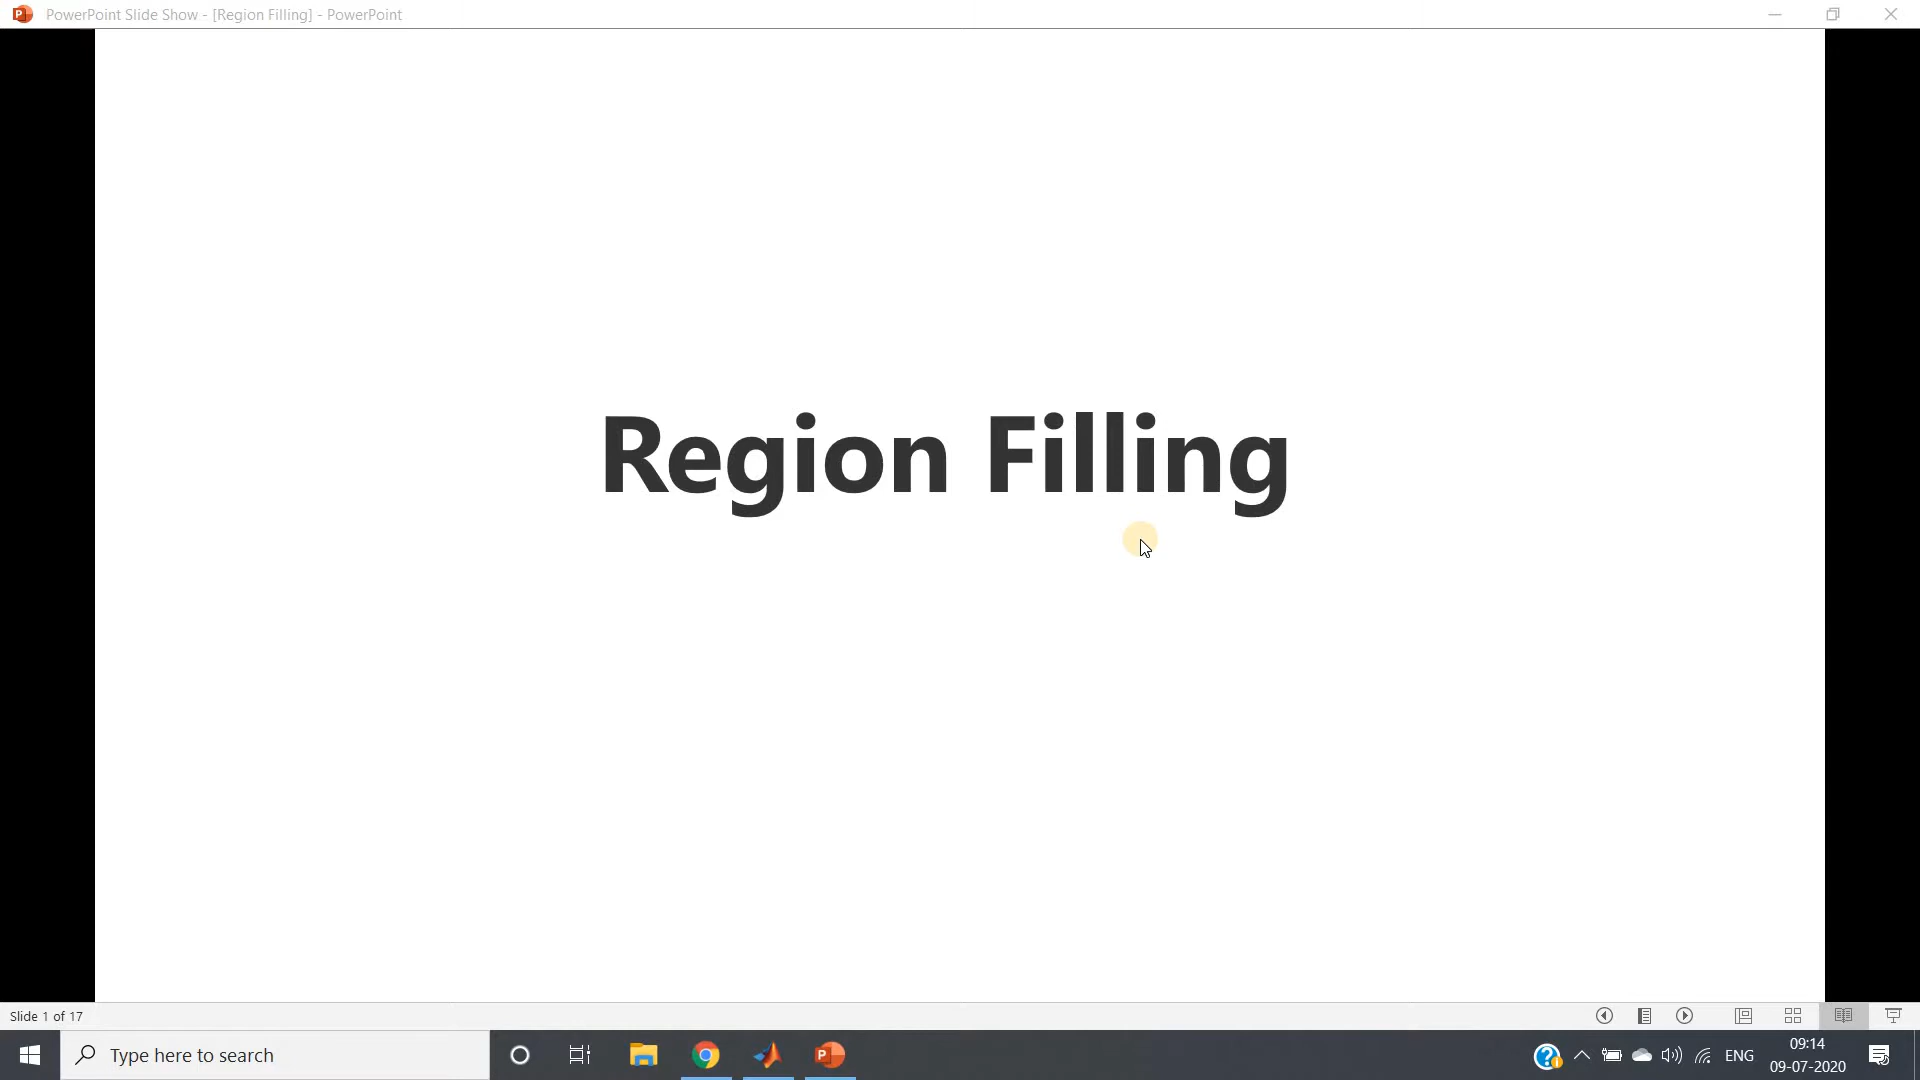 PowerPoint Slide Show - [Region Filling] - PowerPoint
Region Filling
Slide 1 of 17
Type here to search
ENG
09:14
09-07-2020